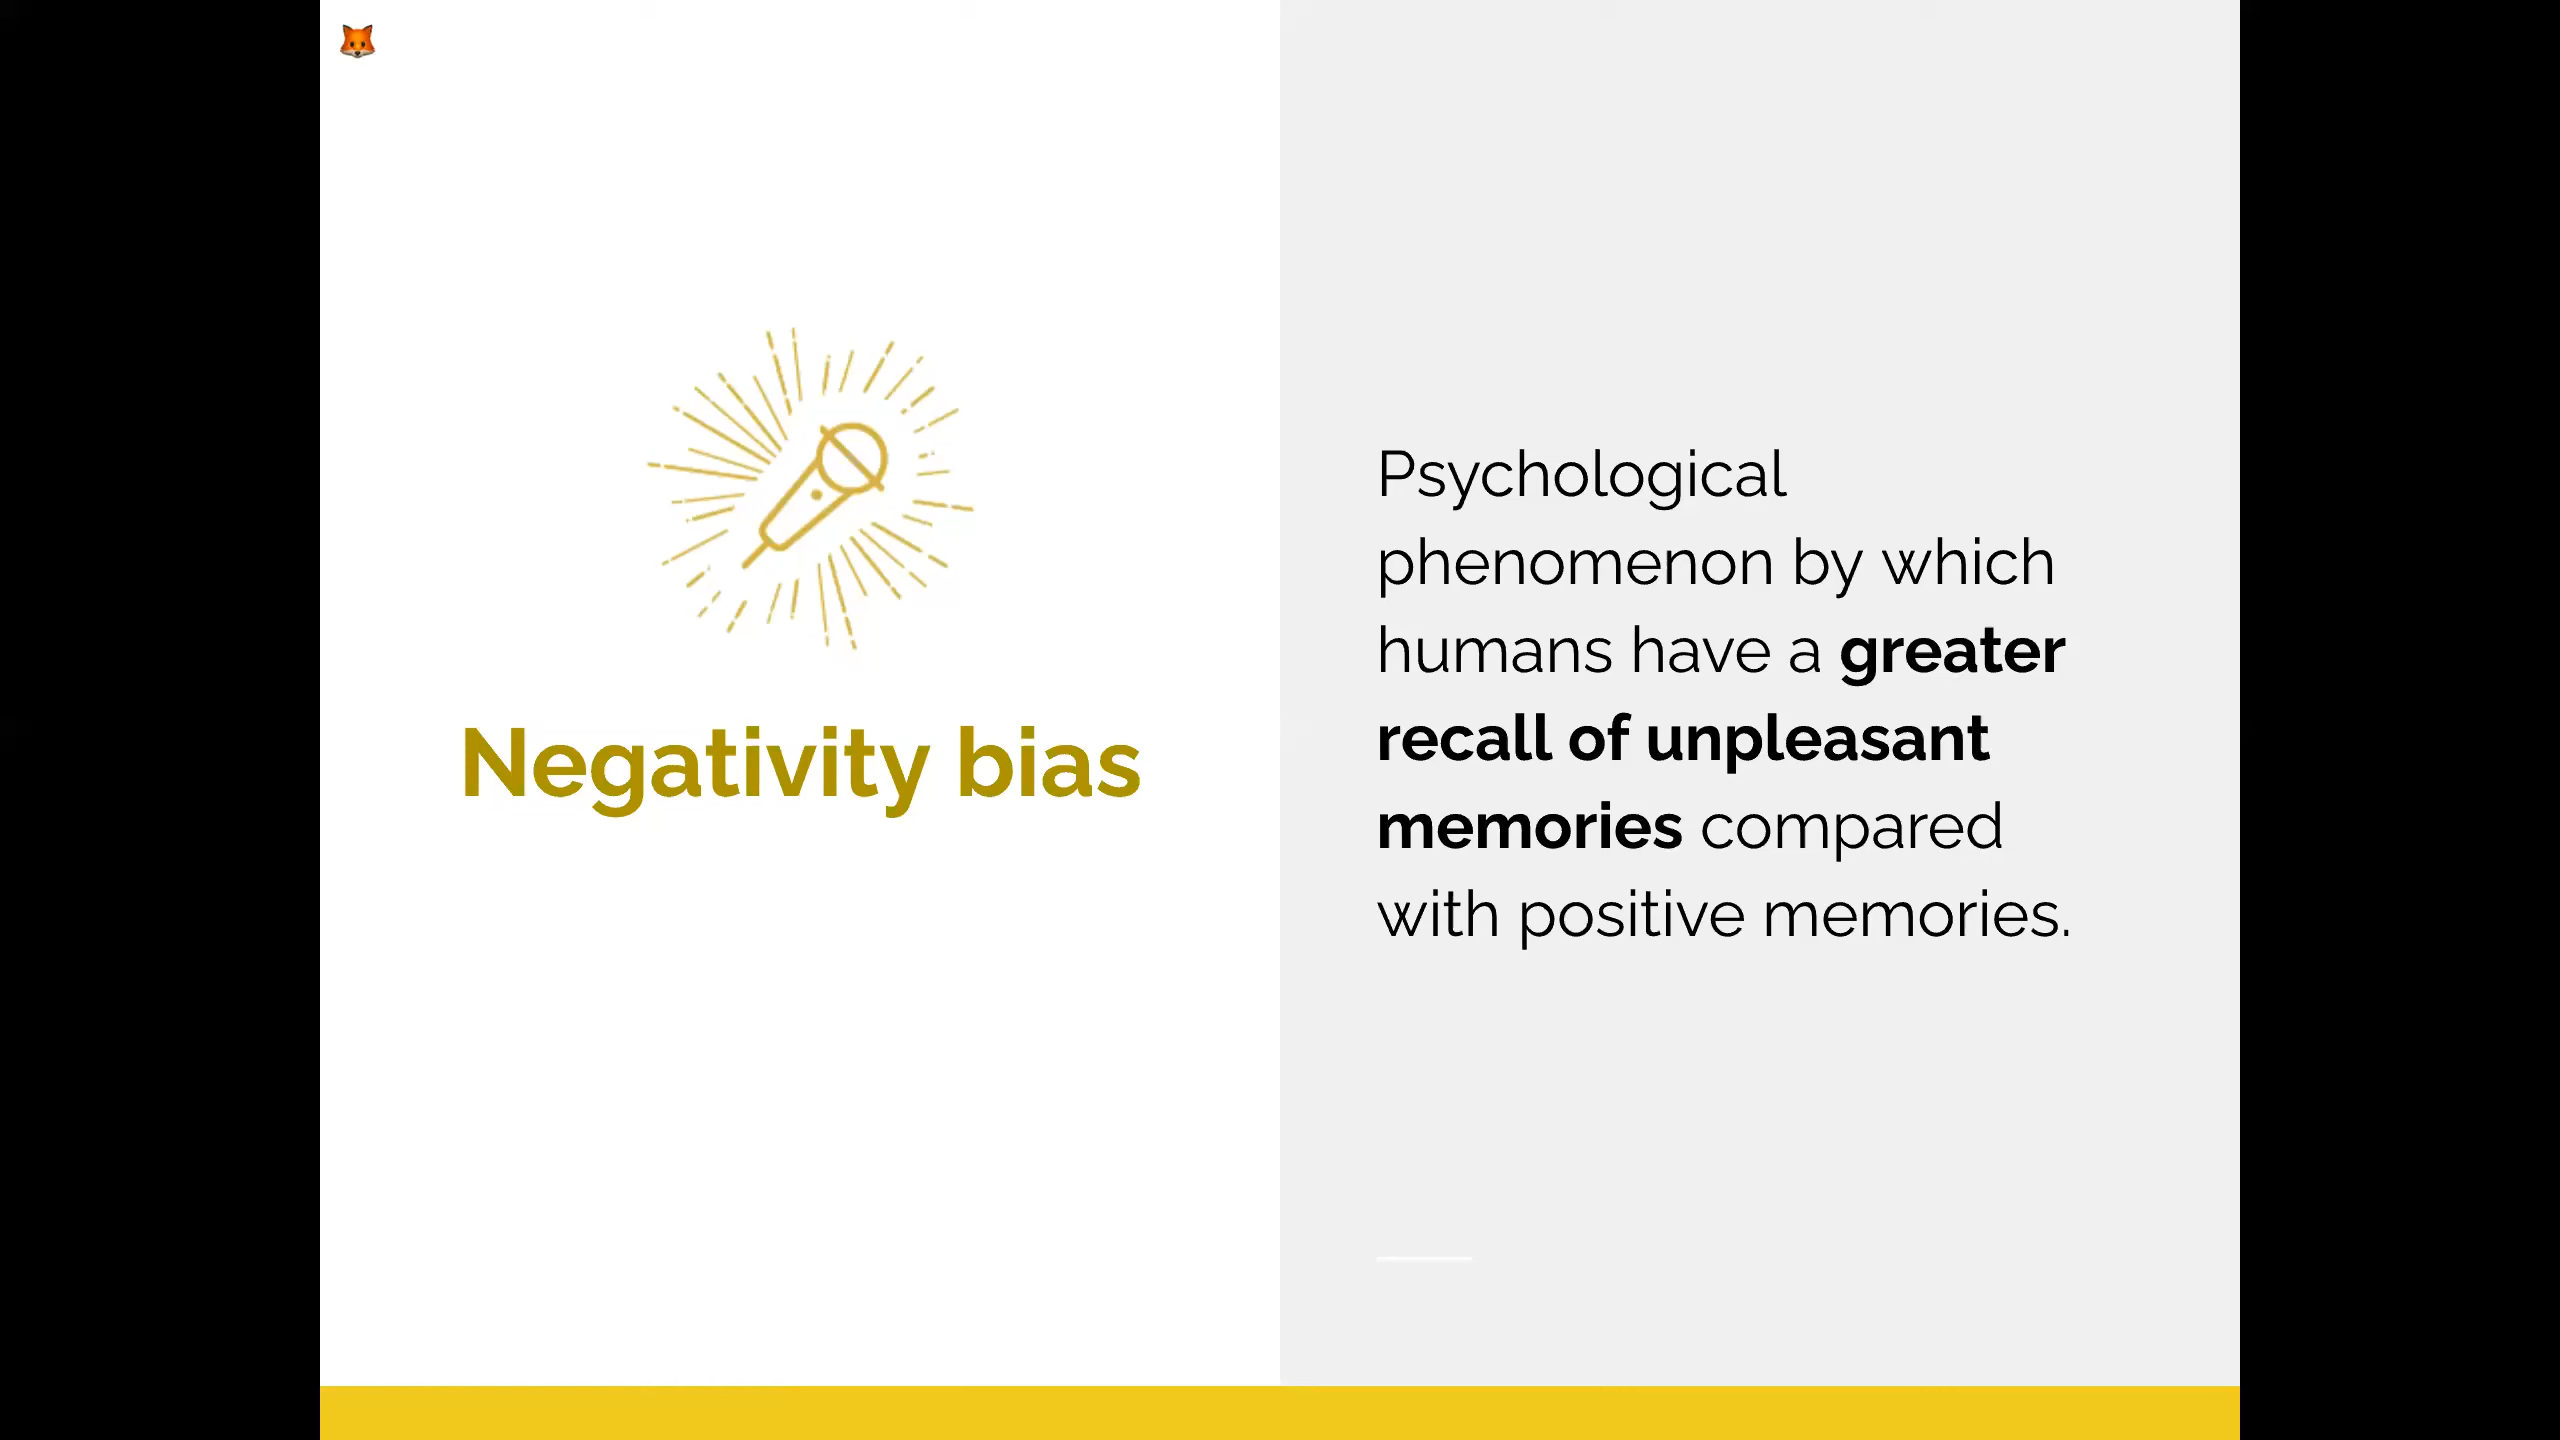 Negativity bias
Psychological
phenomenon by which
humans have a greater
recall of unpleasant
memories compared
with positive memories.